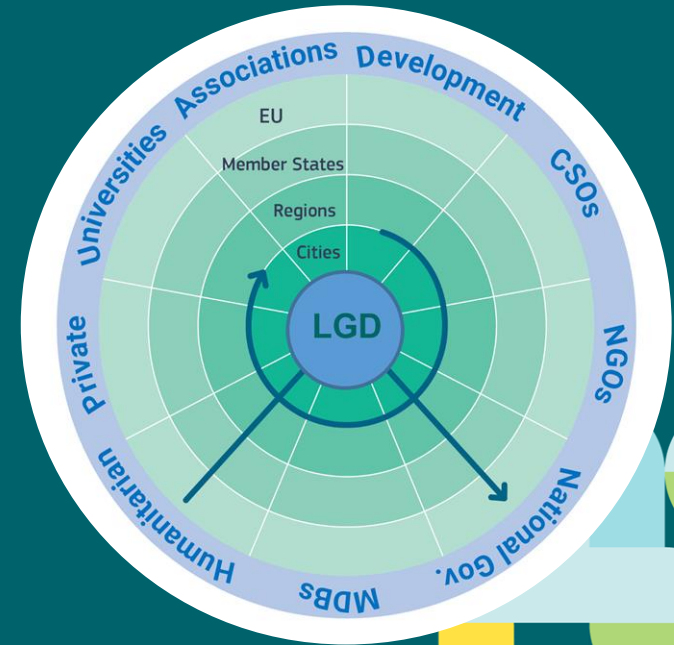 Associations
Development
CSOs
NGOs
National Gov.
MDBs
Humanitarian
Private
Universities
EU
Member States
Regions
Cities
LGD